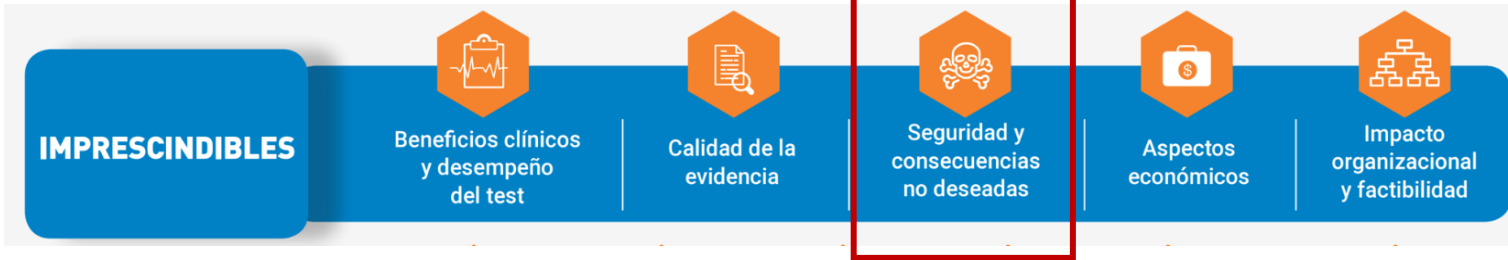 IMPRESCINDIBLES
Beneficios clínicos
y desempeño
del test
Calidad de la
evidencia
Seguridad y
consecuencias
no deseadas
$
Aspectos
económicos
Impacto
organizacional
y factibilidad